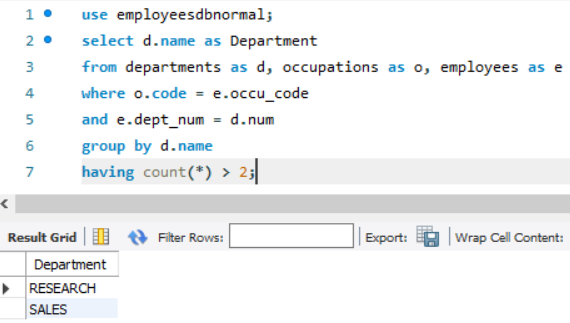 1 use employeesdbnormal;
2 select d.name as Department
3 from departments as d, occupations as o, employees as e
4 where o.code = e.occu_code
5 and e.dept_num = d.num
6 group by d.name
7 having count(*) > 2;
Result Grid Filter Rows: Export: Wrap Cell Content:
Department
RESEARCH
SALES